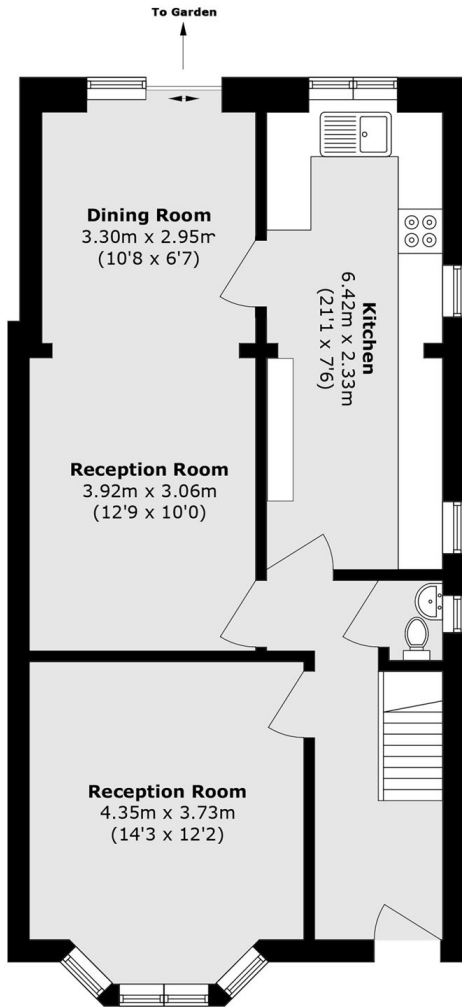 To Garden
Dining Room
3.30m x 2.95m
(10'8 x 6'7)
Kitchen
6.42m x 2.33m
(21'1 x 7'6)
Reception Room
3.92m x 3.06m
(12'9 x 10'0)
Reception Room
4.35m x 3.73m
(14'3 x 12'2)